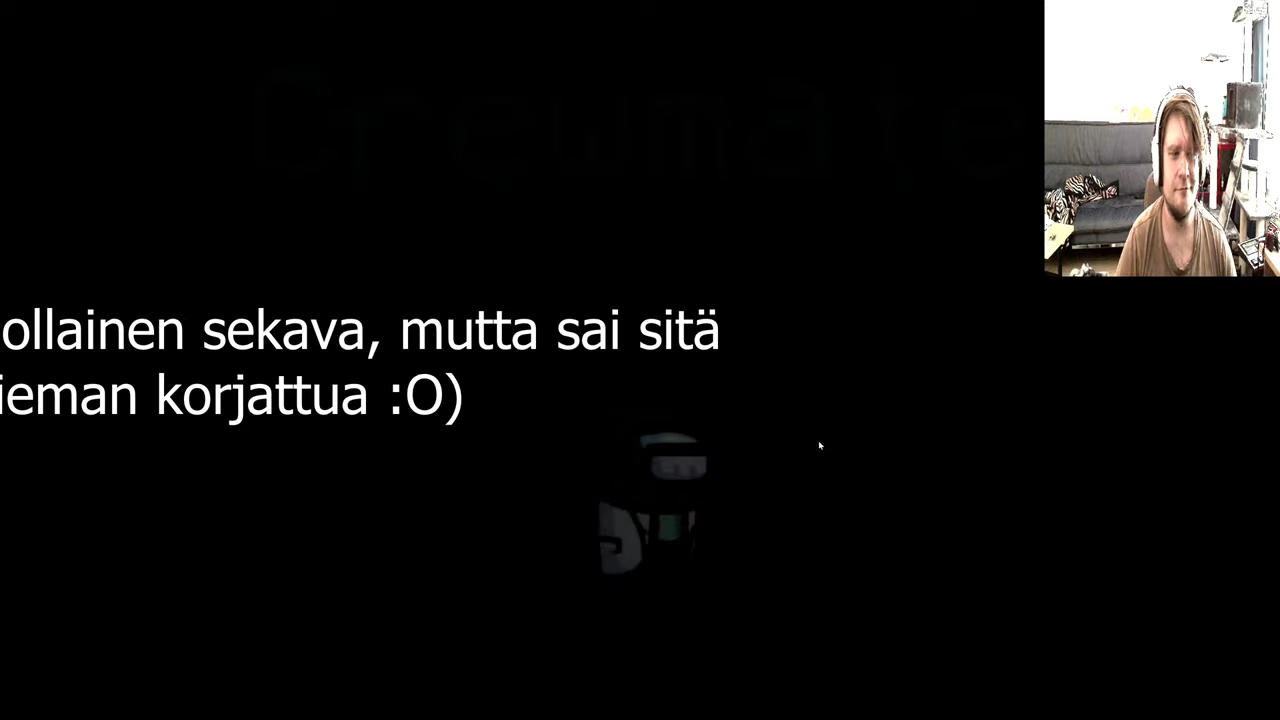 ollainen sekava, mutta sai sitä
ieman korjattua :O)